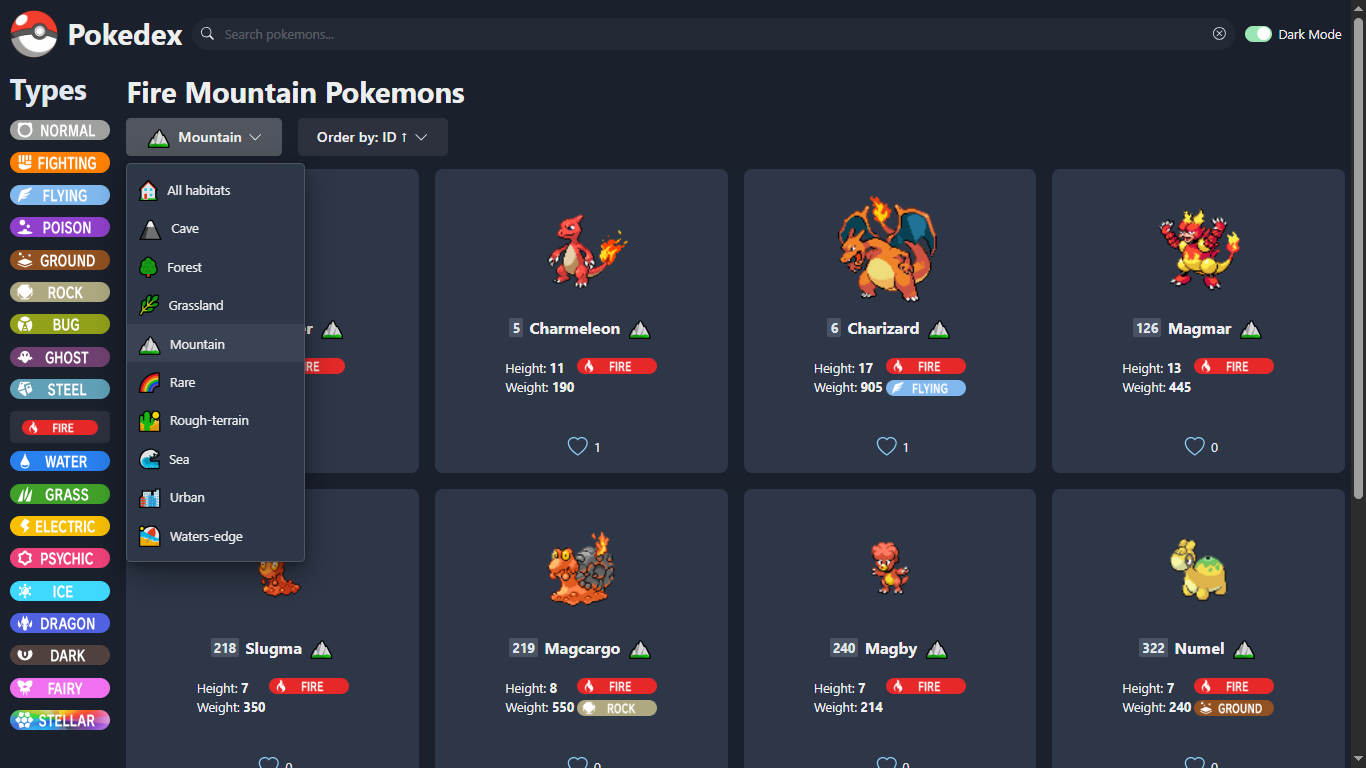 Pokedex
Search pokemons...
Dark Mode
Types
NORMAL
FIGHTING
FLYING
POISON
GROUND
ROCK
BUG
GHOST
STEEL
FIRE
WATER
GRASS
ELECTRIC
PSYCHIC
ICE
DRAGON
DARK
FAIRY
STELLAR
Fire Mountain Pokemons
Mountain
Order by: ID ↑
All habitats
Cave
Forest
Grassland
Mountain
Rare
Rough-terrain
Sea
Urban
Waters-edge
5 Charmeleon
Height: 11 FIRE
Weight: 190
1
6 Charizard
Height: 17 FIRE
Weight: 905 FLYING
1
126 Magmar
Height: 13 FIRE
Weight: 445
0
218 Slugma
Height: 7 FIRE
Weight: 350
0
219 Magcargo
Height: 8 FIRE
Weight: 550 ROCK
0
240 Magby
Height: 7 FIRE
Weight: 214
0
322 Numel
Height: 7 FIRE
Weight: 240 GROUND
0